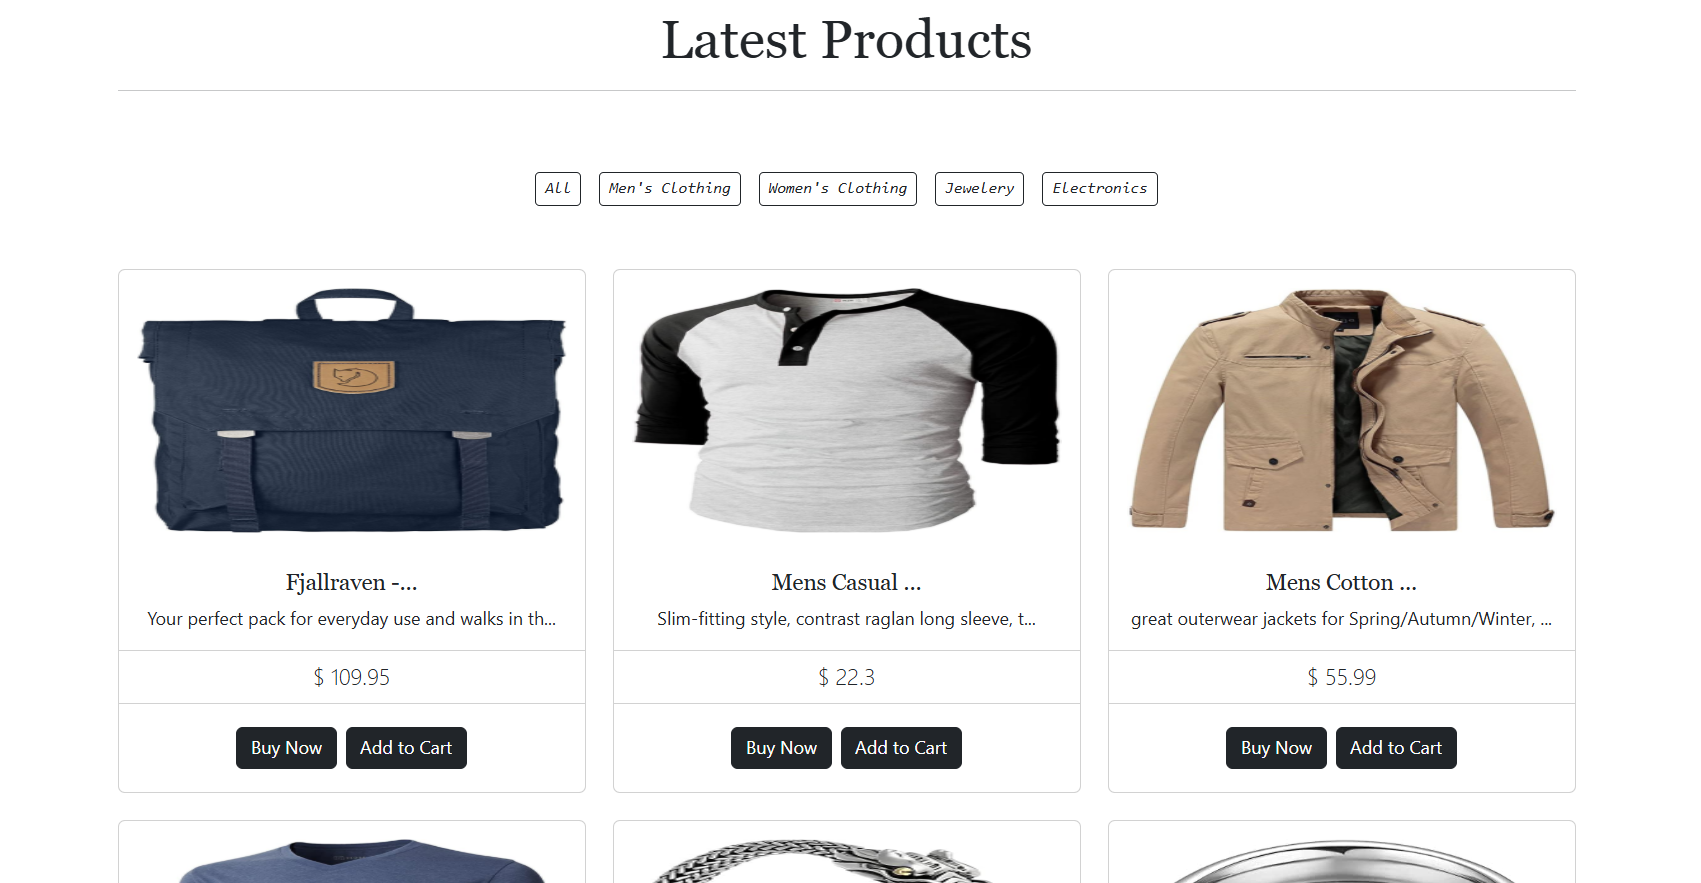 Latest Products
All Men's Clothing Women's Clothing Jewelery Electronics
Fjallraven -...
Your perfect pack for everyday use and walks in th...
$ 109.95
Buy Now Add to Cart
Mens Casual ...
Slim-fitting style, contrast raglan long sleeve, t...
$ 22.3
Buy Now Add to Cart
Mens Cotton ...
great outerwear jackets for Spring/Autumn/Winter, ...
$ 55.99
Buy Now Add to Cart